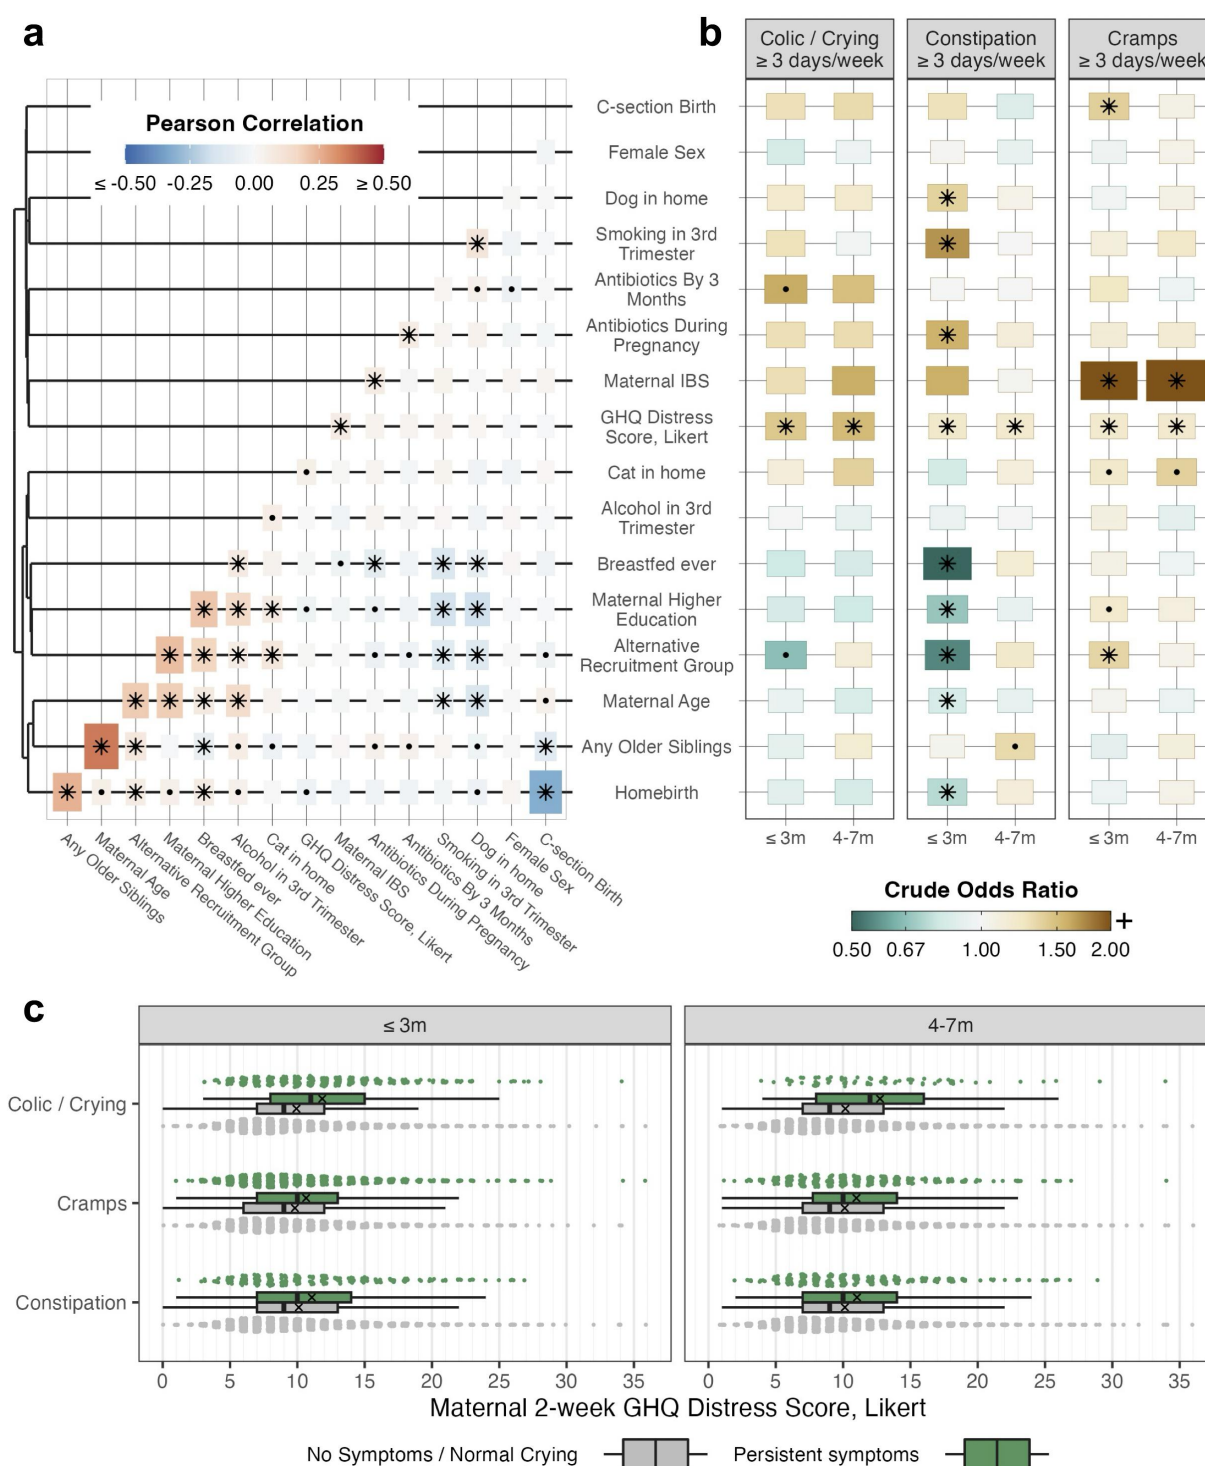 a
b
Pearson Correlation
≤ -0.50 -0.25 0.00 0.25 ≥ 0.50
Colic / Crying
≥ 3 days/week
Constipation
≥ 3 days/week
Cramps
≥ 3 days/week
C-section Birth
Female Sex
Dog in home
Smoking in 3rd
Trimester
Antibiotics By 3
Months
Antibiotics During
Pregnancy
Maternal IBS
GHQ Distress
Score, Likert
Cat in home
Alcohol in 3rd
Trimester
Breastfed ever
Maternal Higher
Education
Alternative
Recruitment Group
Maternal Age
Any Older Siblings
Homebirth
Any Older Siblings
Maternal Age
Alternative Recruitment Group
Maternal Higher Education
Breastfed ever
Alcohol in 3rd Trimester
Cat in home
GHQ Distress Score, Likert
Maternal IBS
Antibiotics During Pregnancy
Antibiotics By 3 Months
Smoking in 3rd Trimester
Dog in home
Female Sex
C-section Birth
≤ 3m 4-7m ≤ 3m 4-7m ≤ 3m 4-7m
Crude Odds Ratio
+
0.50 0.67 1.00 1.50 2.00
c
≤ 3m
4-7m
Colic / Crying
Cramps
Constipation
0 5 10 15 20 25 30 35
0 5 10 15 20 25 30 35
Maternal 2-week GHQ Distress Score, Likert
No Symptoms / Normal Crying
Persistent symptoms